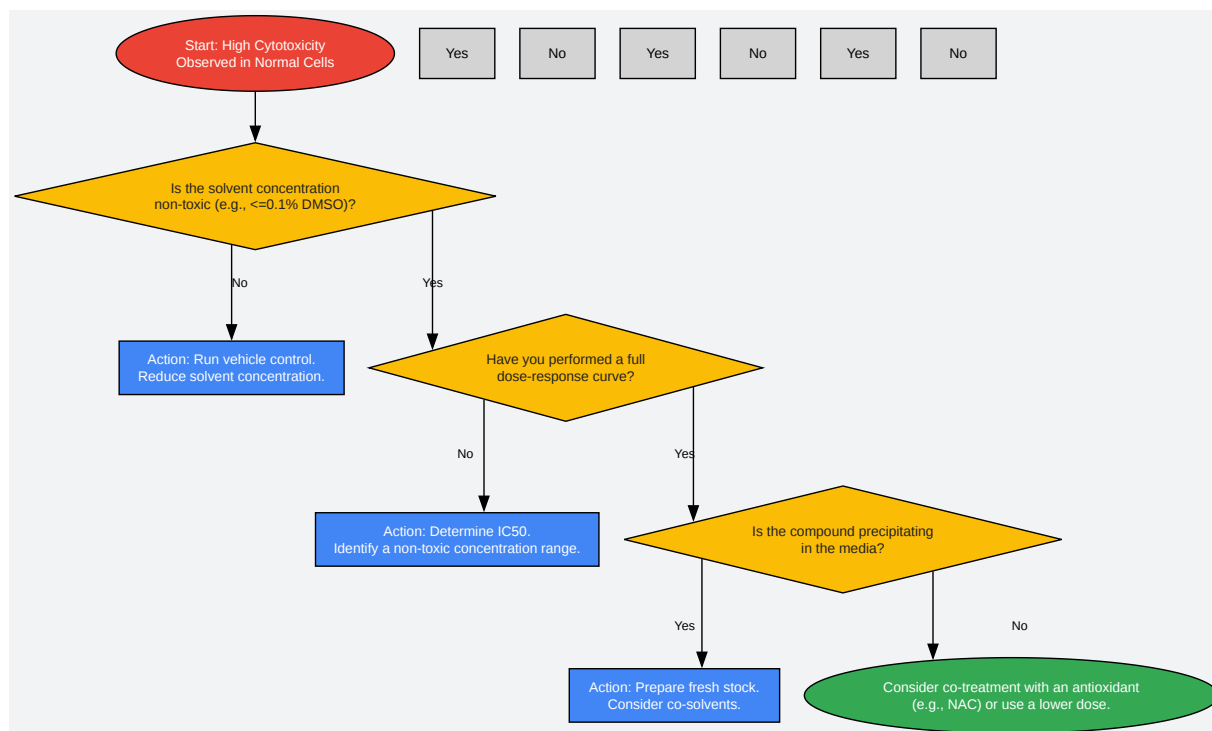 Start: High Cytotoxicity
Observed in Normal Cells
Yes
No
Yes
No
Yes
No
Is the solvent concentration
non-toxic (e.g., <=0.1% DMSO)?
No
Yes
Action: Run vehicle control.
Reduce solvent concentration.
Have you performed a full
dose-response curve?
No
Yes
Action: Determine IC50.
Identify a non-toxic concentration range.
Is the compound precipitating
in the media?
Yes
No
Action: Prepare fresh stock.
Consider co-solvents.
Consider co-treatment with an antioxidant
(e.g., NAC) or use a lower dose.